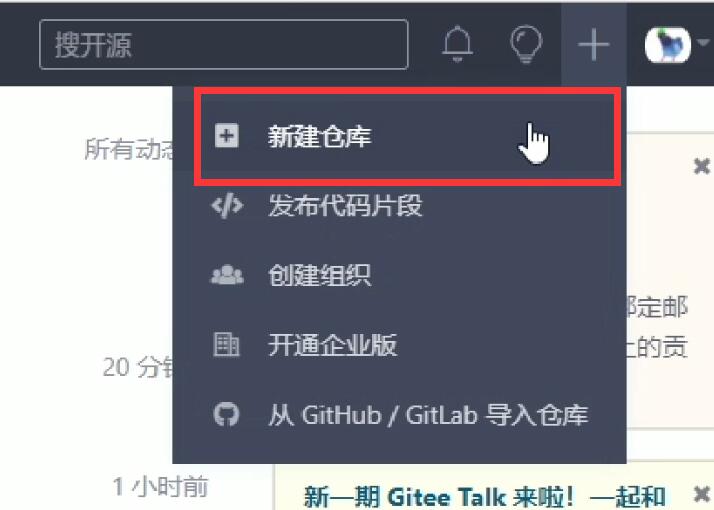 搜开源
新建仓库
所有动态
发布代码片段
创建组织
绑定邮
开通企业版
上的贡
20 分钟
从 GitHub / GitLab 导入仓库
1 小时前
新一期 Gitee Talk 来啦！一起和